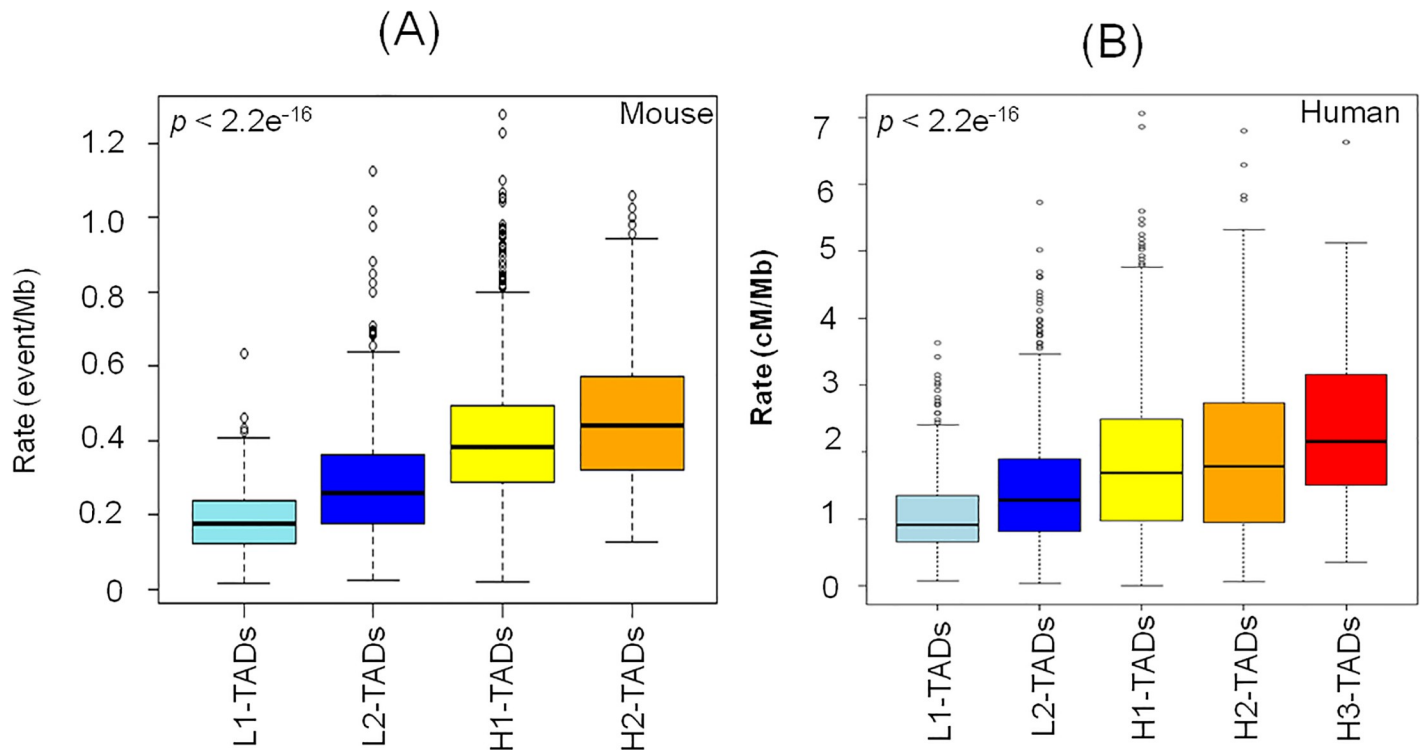 (A)
p < 2.2e-16
Mouse
Rate (event/Mb)
1.2
1.0
0.8
0.6
0.4
0.2
0
L1-TADs
L2-TADs
H1-TADs
H2-TADs
(B)
p < 2.2e-16
Human
Rate (cM/Mb)
7
6
5
4
3
2
1
0
L1-TADs
L2-TADs
H1-TADs
H2-TADs
H3-TADs